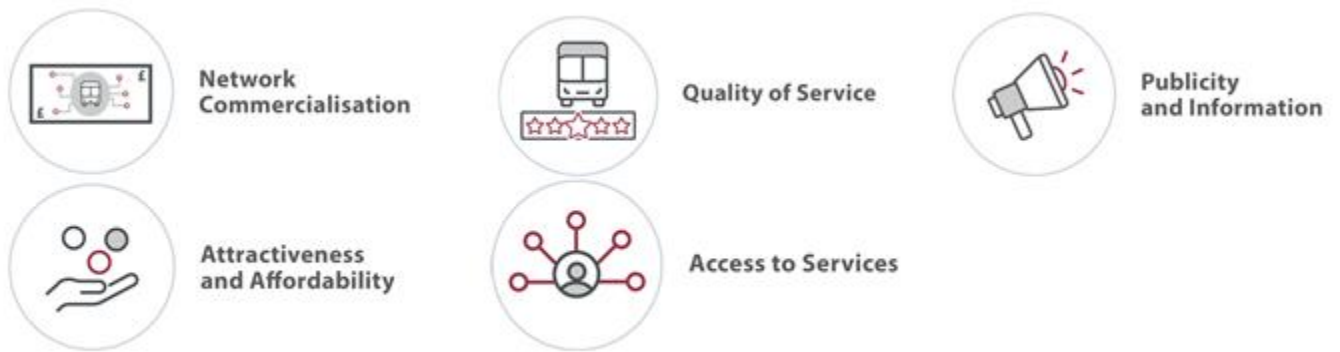 £
£
Network
Commercialisation
Quality of Service
Publicity
and Information
Attractiveness
and Affordability
Access to Services